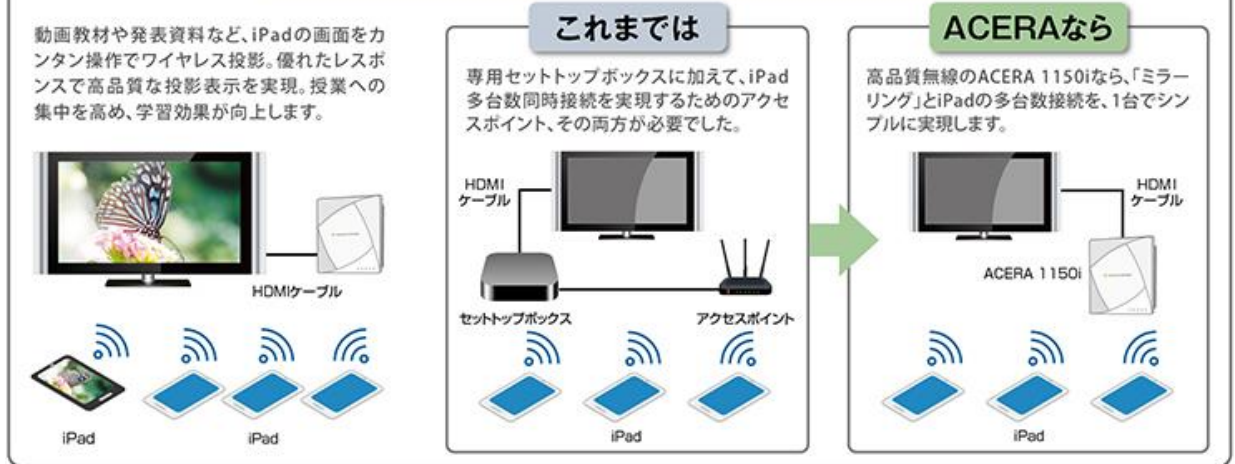 動画教材や発表資料など、iPadの画面をカ
ンタン操作でワイヤレス投影。優れたレスポ
ンスで高品質な投影表示を実現。授業への
集中を高め、学習効果が向上します。
HDMIケーブル
iPad
iPad
これまでは
専用セットトップボックスに加えて、iPad
多台数同時接続を実現するためのアクセ
スポイント、その両方が必要でした。
HDMI
ケーブル
セットトップボックス
アクセスポイント
iPad
ACERAなら
高品質無線のACERA 1150iなら、「ミラー
リング」とiPadの多台数接続を、1台でシン
プルに実現します。
HDMI
ケーブル
ACERA 1150i
iPad